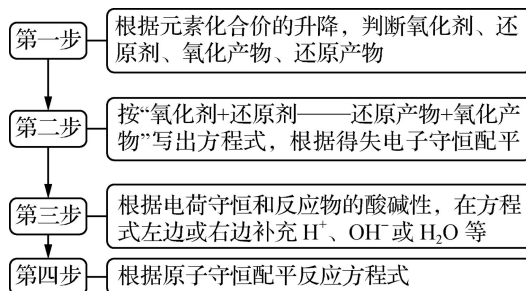 第一步
根据元素化合价的升降，判断氧化剂、还
原剂、氧化产物、还原产物
第二步
按“氧化剂+还原剂——还原产物+氧化产
物”写出方程式，根据得失电子守恒配平
第三步
根据电荷守恒和反应物的酸碱性，在方程
式左边或右边补充 H⁺、OH⁻或 H₂O 等
第四步
根据原子守恒配平反应方程式